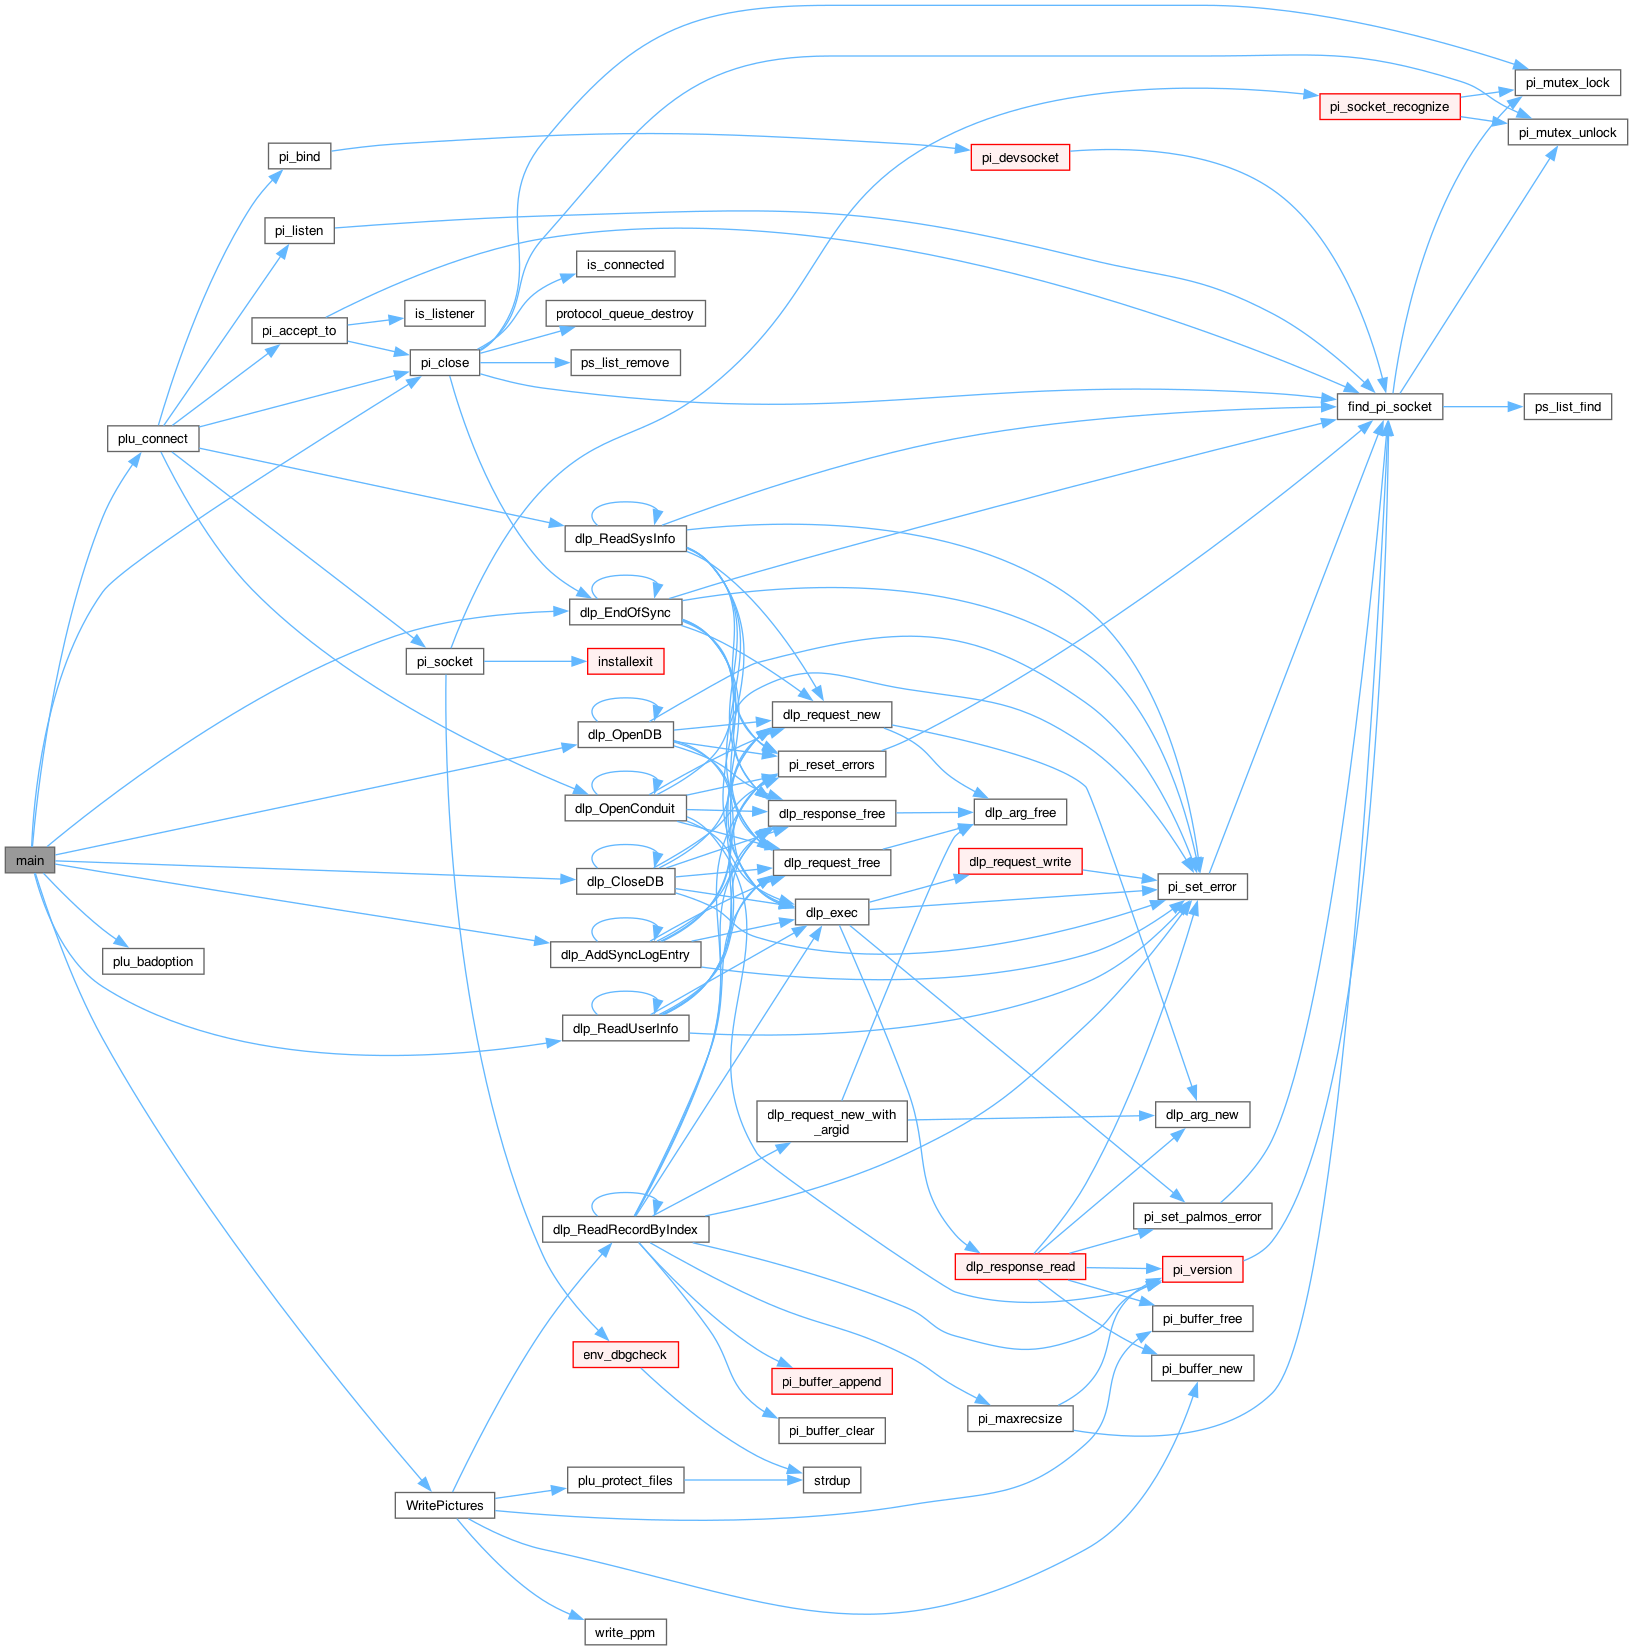 pi_mutex_lock
pi_socket_recognize
pi_mutex_unlock
pi_bind
pi_devsocket
pi_listen
is_connected
is_listener
protocol_queue_destroy
pi_accept_to
pi_close
ps_list_remove
find_pi_socket
ps_list_find
plu_connect
dlp_ReadSysInfo
dlp_EndOfSync
pi_socket
installexit
dlp_request_new
dlp_OpenDB
pi_reset_errors
dlp_OpenConduit
dlp_response_free
dlp_arg_free
main
dlp_request_free
dlp_request_write
dlp_CloseDB
pi_set_error
dlp_exec
dlp_AddSyncLogEntry
plu_badoption
dlp_ReadUserInfo
dlp_request_new_with
_argid
dlp_arg_new
pi_set_palmos_error
dlp_ReadRecordByIndex
dlp_response_read
pi_version
pi_buffer_free
env_dbgcheck
pi_buffer_new
pi_buffer_append
pi_maxrecsize
pi_buffer_clear
plu_protect_files
strdup
WritePictures
write_ppm